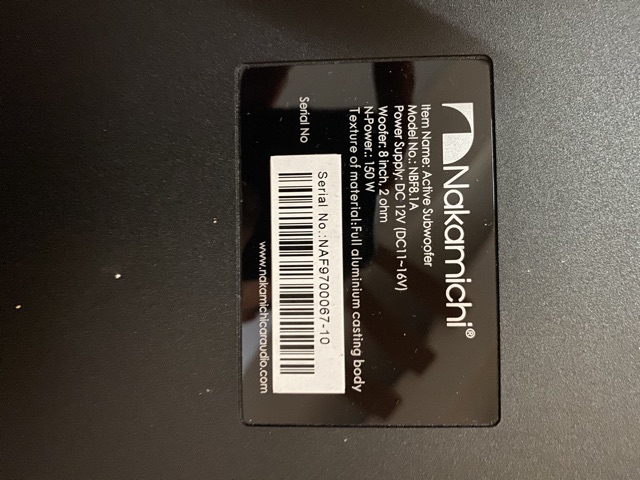 Nakamichi®
Item Name: Active Subwoofer
Model No.: NBF8.1A
Power Supply: DC 12V (DC11~16V)
Woofer: 8 inch, 2 ohm
N-Power.: 150 W
Texture of material:Full aluminium casting body
Serial No.:NAF9700067-10
Serial No
www.nakamichicaraudio.com